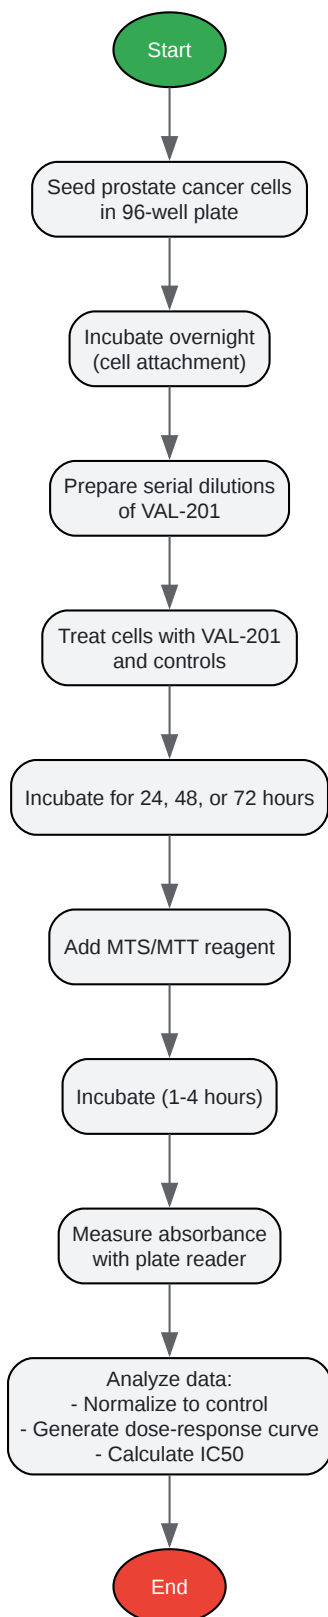 Start
Seed prostate cancer cells
in 96-well plate
Incubate overnight
(cell attachment)
Prepare serial dilutions
of VAL-201
Treat cells with VAL-201
and controls
Incubate for 24, 48, or 72 hours
Add MTS/MTT reagent
Incubate (1-4 hours)
Measure absorbance
with plate reader
Analyze data:
- Normalize to control
- Generate dose-response curve
- Calculate IC50
End